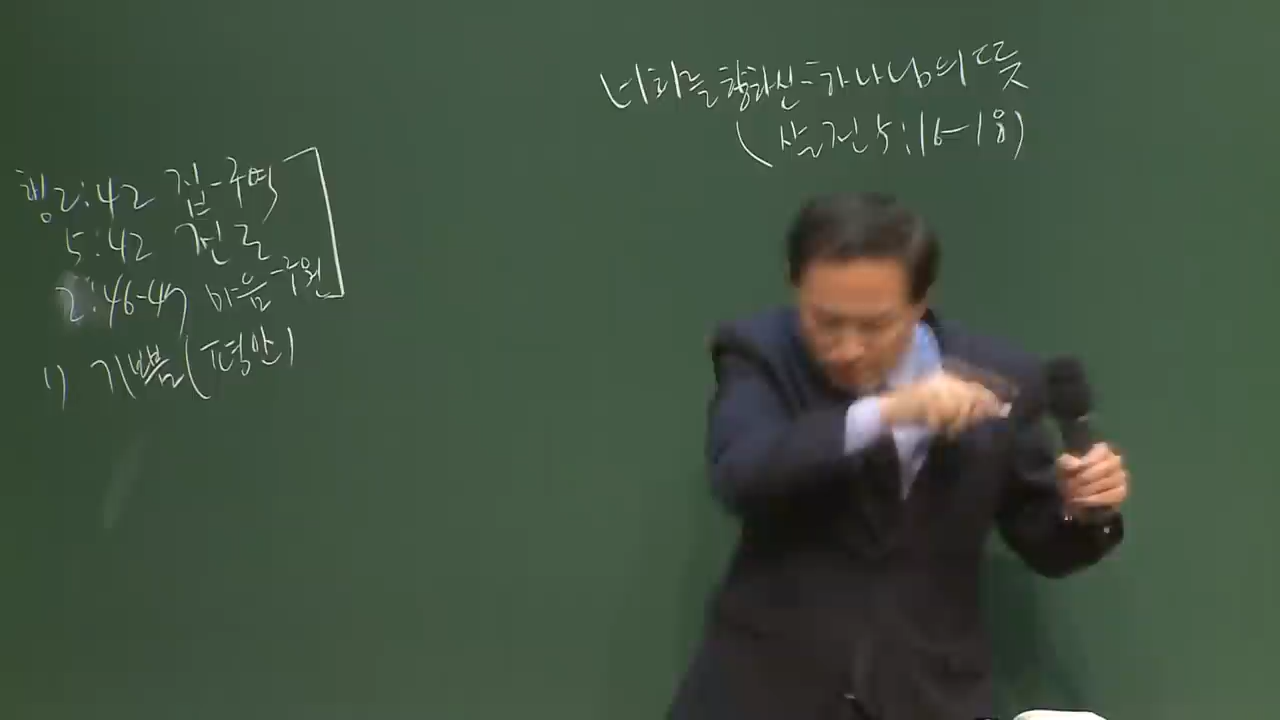 너희를 향하신 하나님의 뜻
(살전 5:16-18)
행2:42 집-구역
5:42 전도
2:46-47 마음-구원
1) 기쁨(평안)